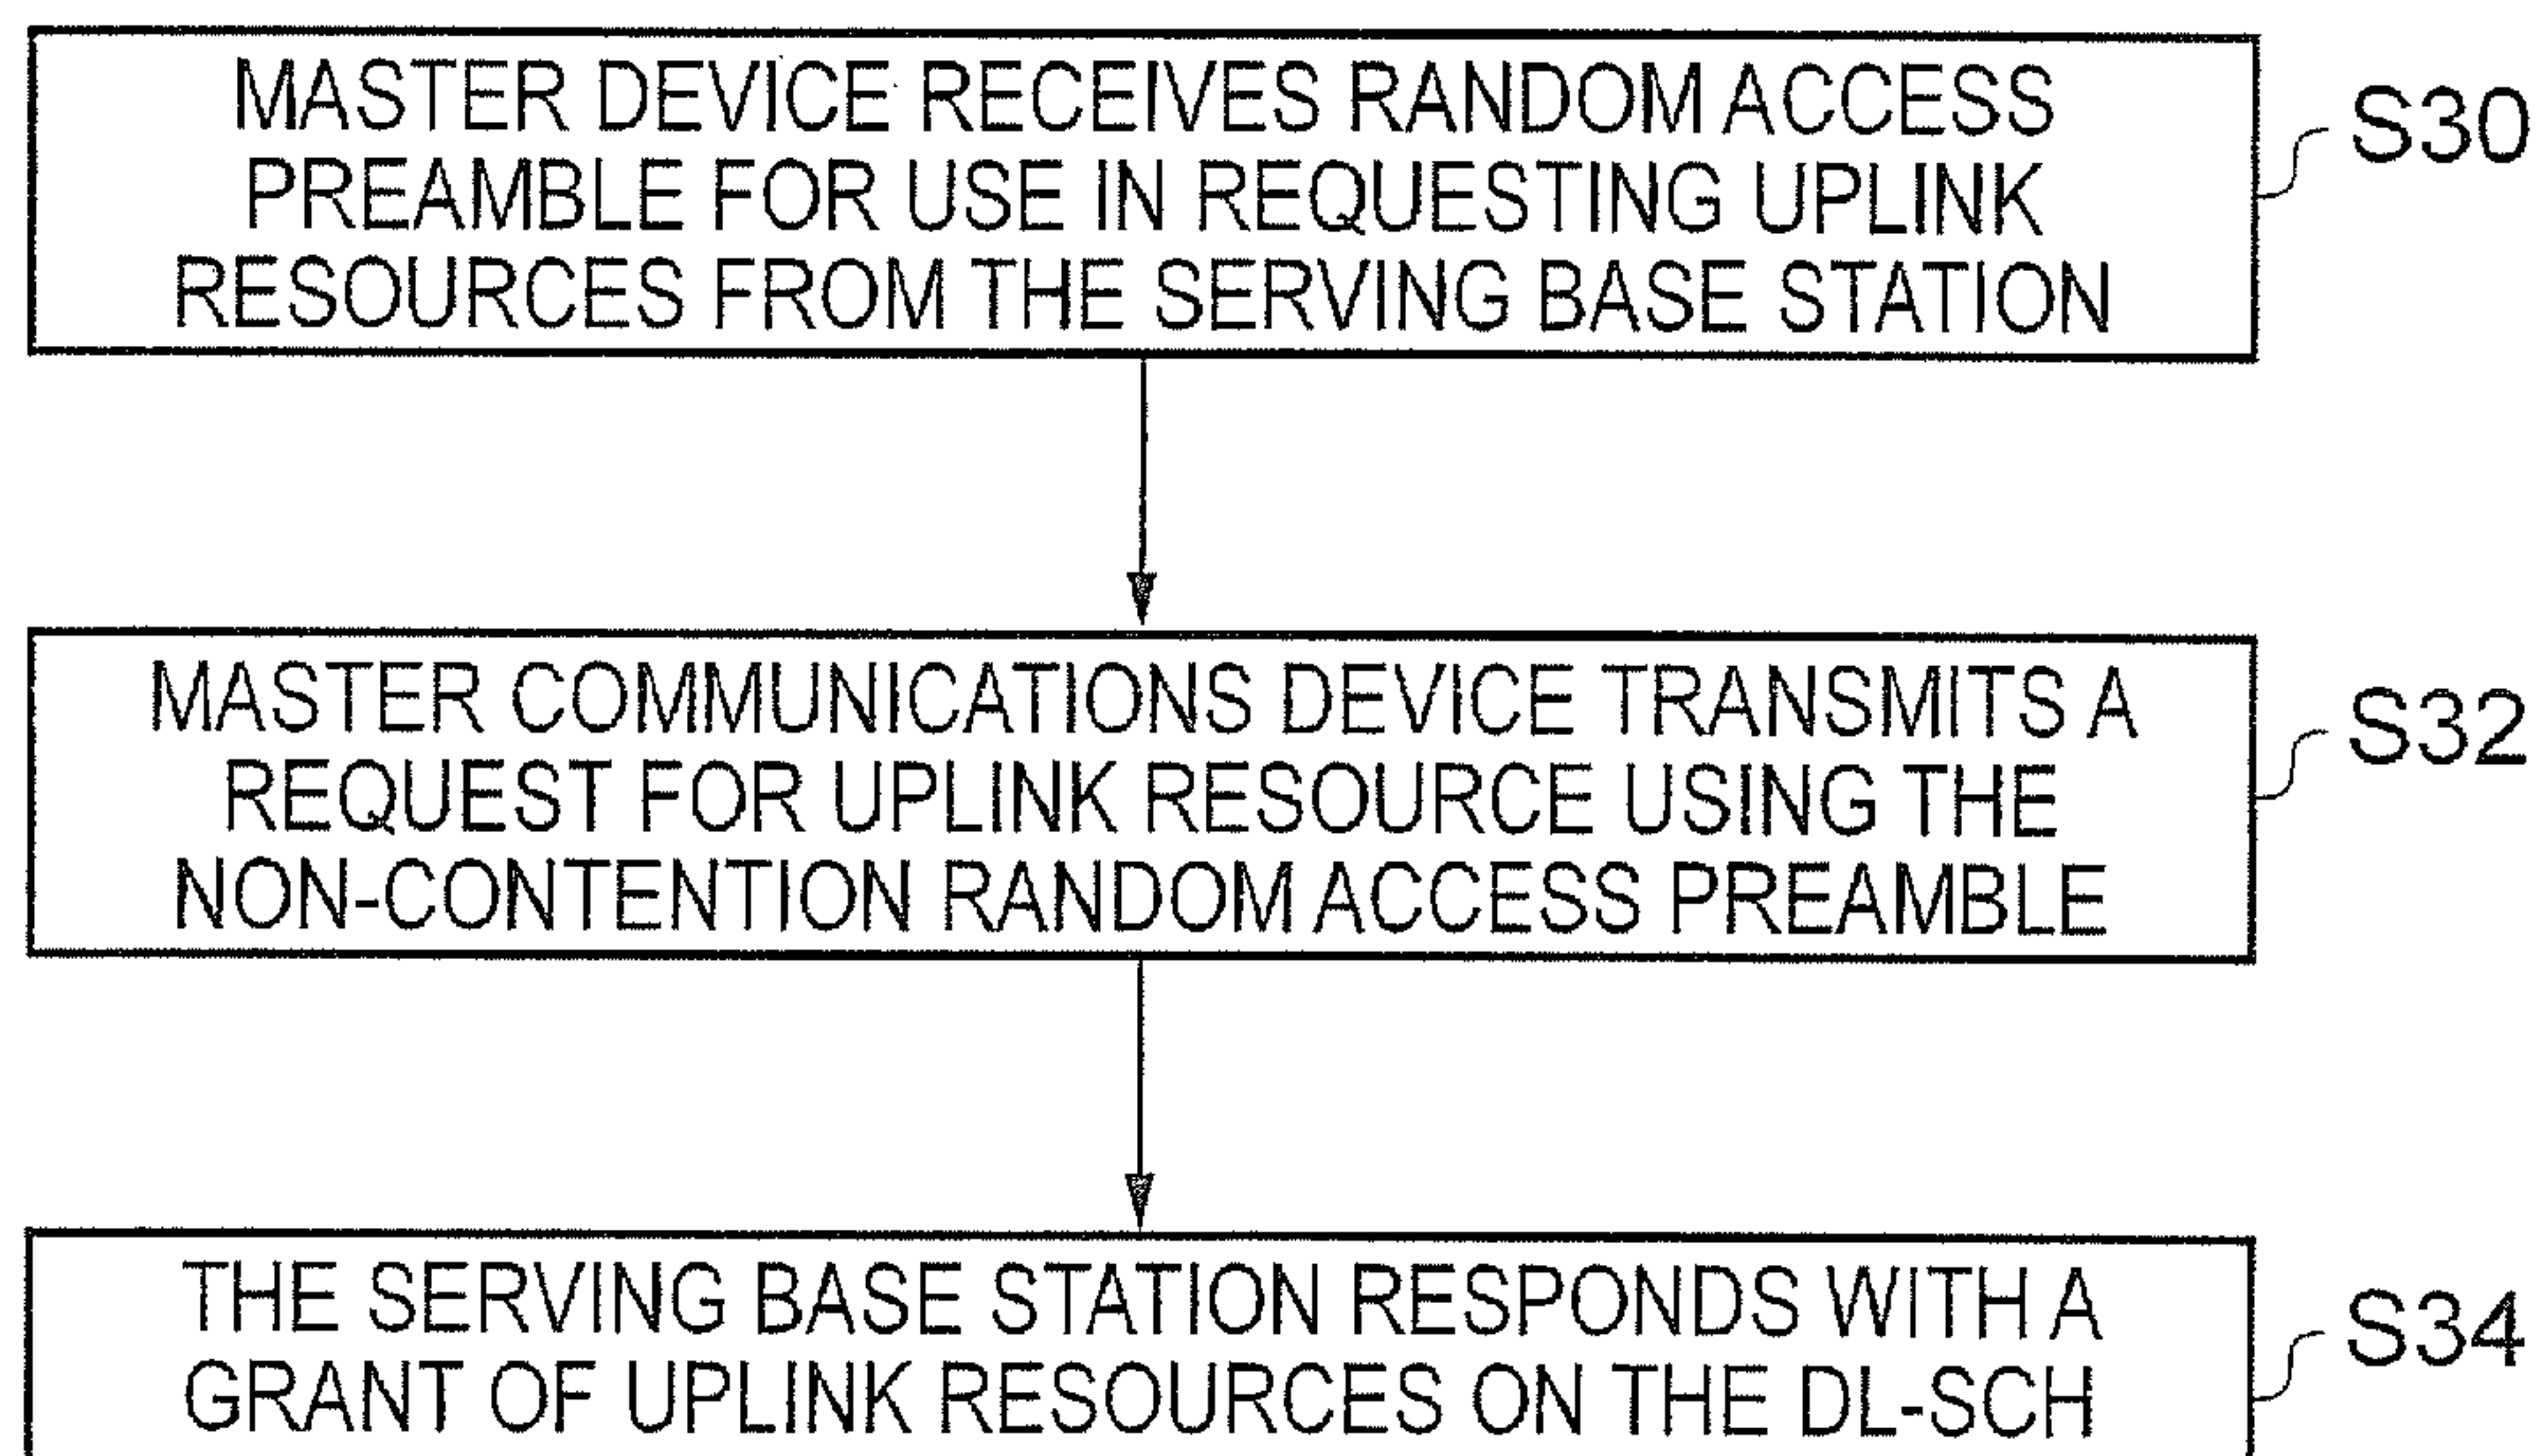 MASTER DEVICE RECEIVES RANDOM ACCESS
PREAMBLE FOR USE IN REQUESTING UPLINK
RESOURCES FROM THE SERVING BASE STATION
S30
MASTER COMMUNICATIONS DEVICE TRANSMITS A
REQUEST FOR UPLINK RESOURCE USING THE
NON-CONTENTION RANDOM ACCESS PREAMBLE
S32
THE SERVING BASE STATION RESPONDS WITH A
GRANT OF UPLINK RESOURCES ON THE DL-SCH
S34